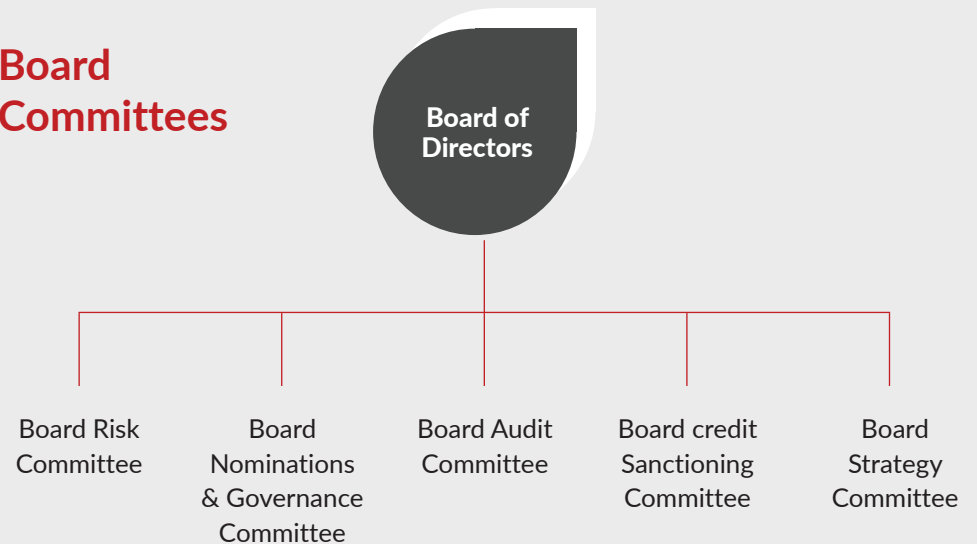 Board
Committees
Board of
Directors
Board Risk
Committee
Board
Nominations
& Governance
Committee
Board Audit
Committee
Board credit
Sanctioning
Committee
Board
Strategy
Committee